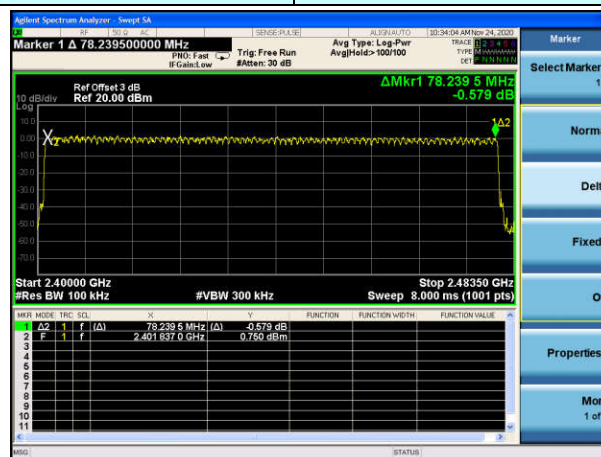 Agilent Spectrum Analyzer - Swept SA
RF 50 Ω AC SENSE:PULSE ALIGNAUTO 10:34:04 AM Nov 24, 2020
Marker 1 Δ 78.239500000 MHz
PNO: Fast
IFGain:Low
Trig: Free Run
#Atten: 30 dB
Avg Type: Log-Pwr
Avg|Hold:>100/100
TRACE 1 2 3 4 5 6
TYPE
DET P N N N N N
Marker
Select Marker
1
Norma
Delt
Fixed
O
Properties
Mor
1 of
Ref Offset 3 dB
Ref 20.00 dBm
10 dB/div
Log
ΔMkr1 78.239 5 MHz
-0.579 dB
10.0
0.00
-10.0
-20.0
-30.0
-40.0
-50.0
-60.0
-70.0
X2
1Δ2
Start 2.40000 GHz
#Res BW 100 kHz
#VBW 300 kHz
Stop 2.48350 GHz
Sweep 8.000 ms (1001 pts)
MKR MODE TRC SCL X Y FUNCTION FUNCTION WIDTH FUNCTION VALUE
1 Δ2 1 f (Δ) 78.239 5 MHz (Δ) -0.579 dB
2 F 1 f 2.401 837 0 GHz 0.750 dBm
3
4
5
6
7
8
9
10
11
MSG STATUS